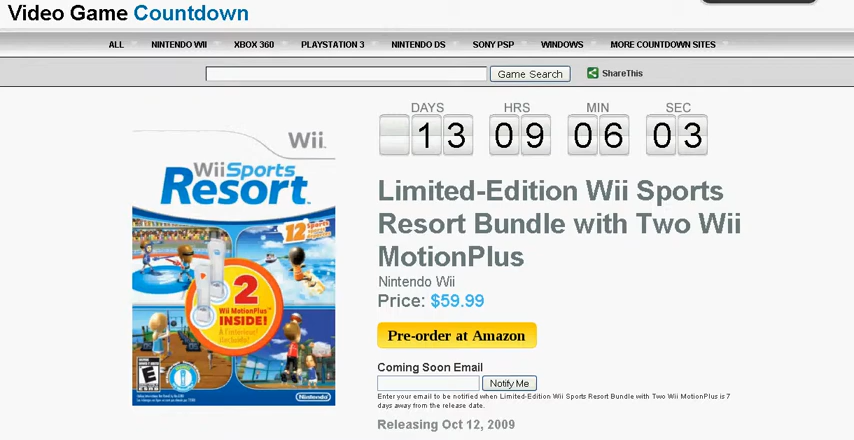 Video Game Countdown
ALL NINTENDO WII XBOX 360 PLAYSTATION 3 NINTENDO DS SONY PSP WINDOWS MORE COUNTDOWN SITES
Game Search ShareThis
DAYS HRS MIN SEC
13 09 06 03
Wii
Wii Sports
Resort
12 sports
2
Wii MotionPlus
INSIDE!
E
Nintendo
Limited-Edition Wii Sports
Resort Bundle with Two Wii
MotionPlus
Nintendo Wii
Price: $59.99
Pre-order at Amazon
Coming Soon Email
Notify Me
Enter your email to be notified when Limited-Edition Wii Sports Resort Bundle with Two Wii MotionPlus is 7
days away from the release date.
Releasing Oct 12, 2009